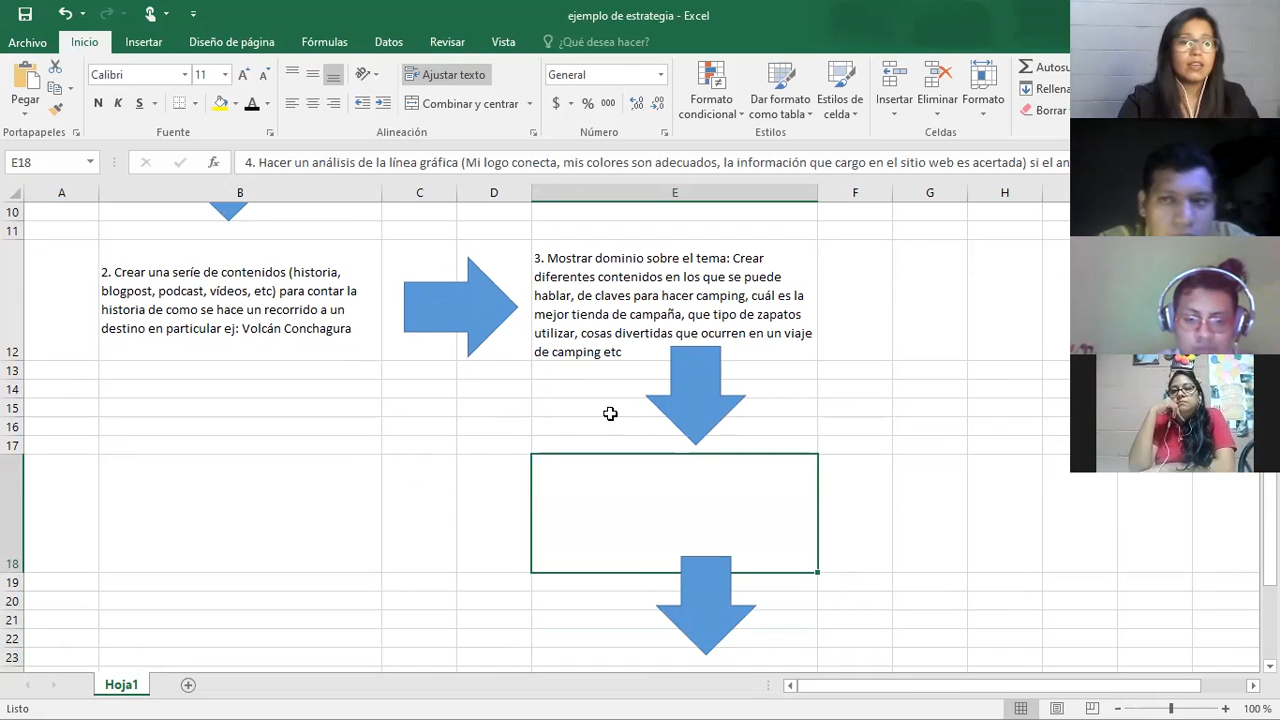 ejemplo de estrategia - Excel
Archivo
Inicio
Insertar
Diseño de página
Fórmulas
Datos
Revisar
Vista
¿Qué desea hacer?
Pegar
Calibri
11
N K S
Ajustar texto
Combinar y centrar
General
$ % 000
Formato condicional
Dar formato como tabla
Estilos de celda
Insertar
Eliminar
Formato
Autosu
Rellena
Borrar
Portapapeles
Fuente
Alineación
Número
Estilos
Celdas
E18
fx
4. Hacer un análisis de la línea gráfica (Mi logo conecta, mis colores son adecuados, la información que cargo en el sitio web es acertada) si el an
A B C D E F G H
10
11
2. Crear una seríe de contenidos (historia,
blogpost, podcast, vídeos, etc) para contar la
historia de como se hace un recorrido a un
destino en particular ej: Volcán Conchagura
3. Mostrar dominio sobre el tema: Crear
diferentes contenidos en los que se puede
hablar, de claves para hacer camping, cuál es la
mejor tienda de campaña, que tipo de zapatos
utilizar, cosas divertidas que ocurren en un viaje
de camping etc
12
13
14
15
16
17
18
19
20
21
22
23
Hoja1
Listo
100 %